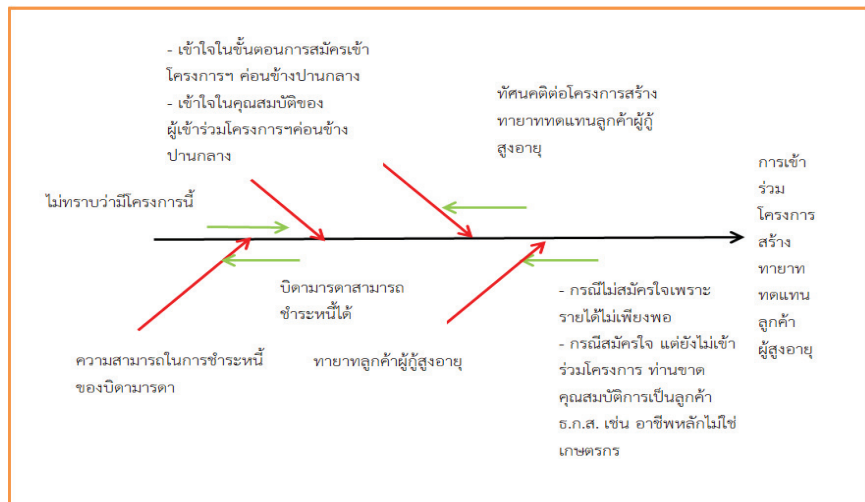 - เข้าใจในขั้นตอนการสมัครเข้า
โครงการฯ ค่อนข้างปานกลาง
- เข้าใจในคุณสมบัติของ
ผู้เข้าร่วมโครงการฯค่อนข้าง
ปานกลาง
ทัศนคติต่อโครงการสร้าง
ทายาททดแทนลูกค้าผู้กู้
สูงอายุ
ไม่ทราบว่ามีโครงการนี้
การเข้า
ร่วม
โครงการ
สร้าง
ทายาท
ทดแทน
ลูกค้า
ผู้สูงอายุ
บิดามารดาสามารถ
ชำระหนี้ได้
ความสามารถในการชำระหนี้
ของบิดามารดา
ทายาทลูกค้าผู้กู้สูงอายุ
- กรณีไม่สมัครใจเพราะ
รายได้ไม่เพียงพอ
- กรณีสมัครใจ แต่ยังไม่เข้า
ร่วมโครงการ ท่านขาด
คุณสมบัติการเป็นลูกค้า
ธ.ก.ส. เช่น อาชีพหลักไม่ใช่
เกษตรกร